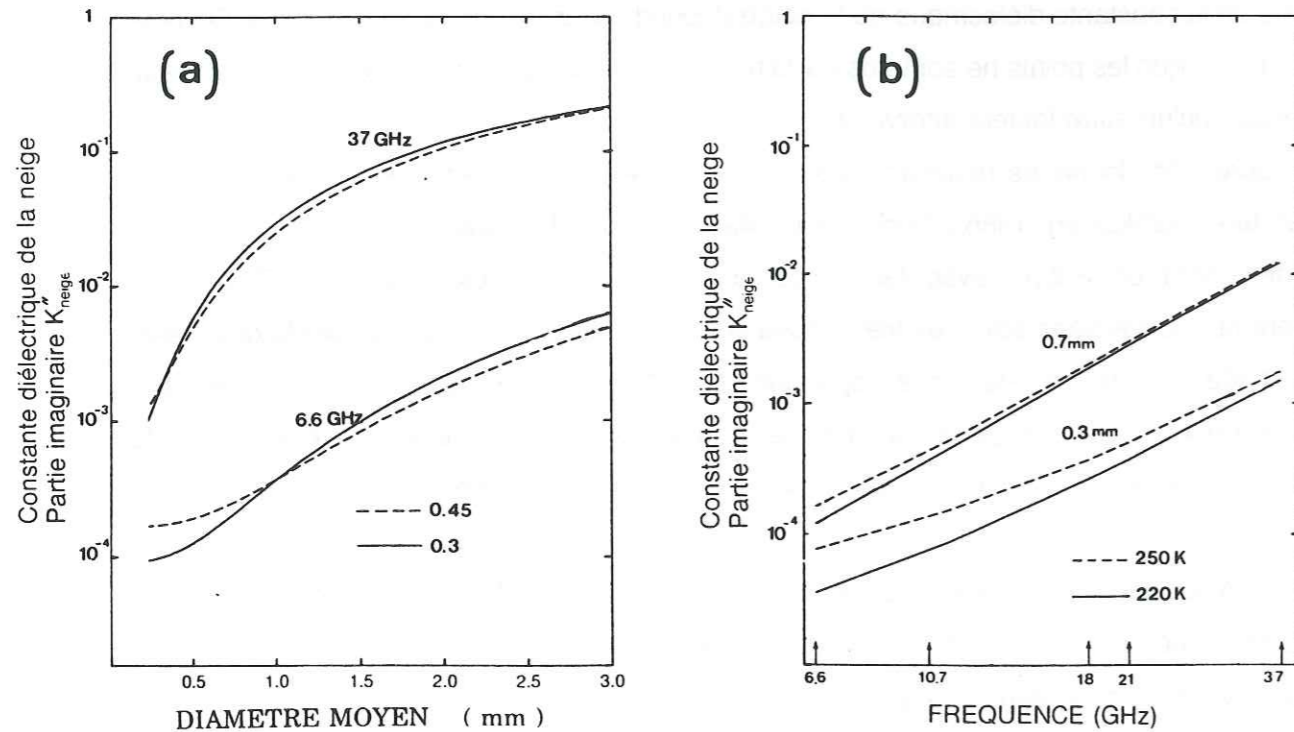 (a)
1
10⁻¹
10⁻²
10⁻³
10⁻⁴
Constante diélectrique de la neige
Partie imaginaire K″neige
37 GHz
6.6 GHz
0.45
0.3
0.5
1.0
1.5
2.0
2.5
3.0
DIAMETRE MOYEN ( mm )
(b)
1
10⁻¹
10⁻²
10⁻³
10⁻⁴
Constante diélectrique de la neige
Partie imaginaire K″neige
0.7mm
0.3 mm
250 K
220 K
6.6
10.7
18
21
37
FREQUENCE (GHz)